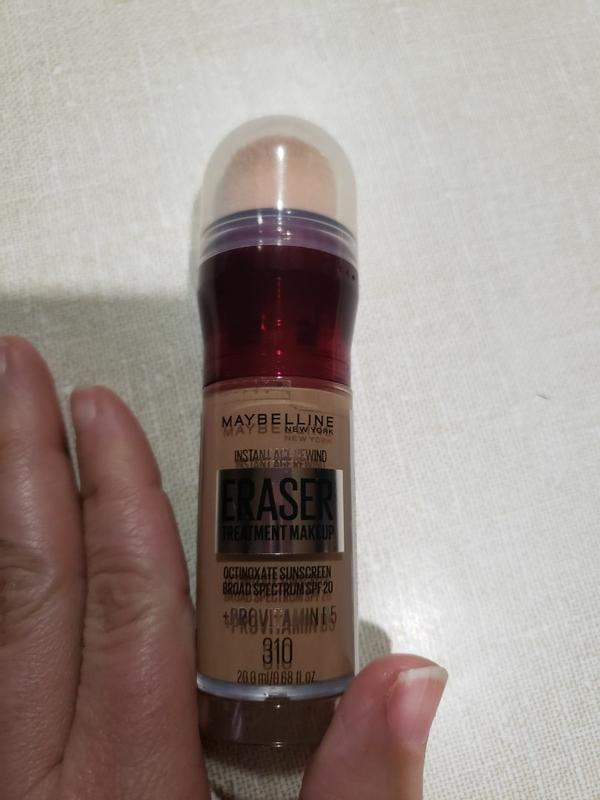 MAYBELLINE
NEW YORK
INSTANT AGE REWIND
ERASER
TREATMENT MAKEUP
OCTINOXATE SUNSCREEN
BROAD SPECTRUM SPF 20
+PROVITAMIN B5
310
20.0 ml/0.68 fl. oz.